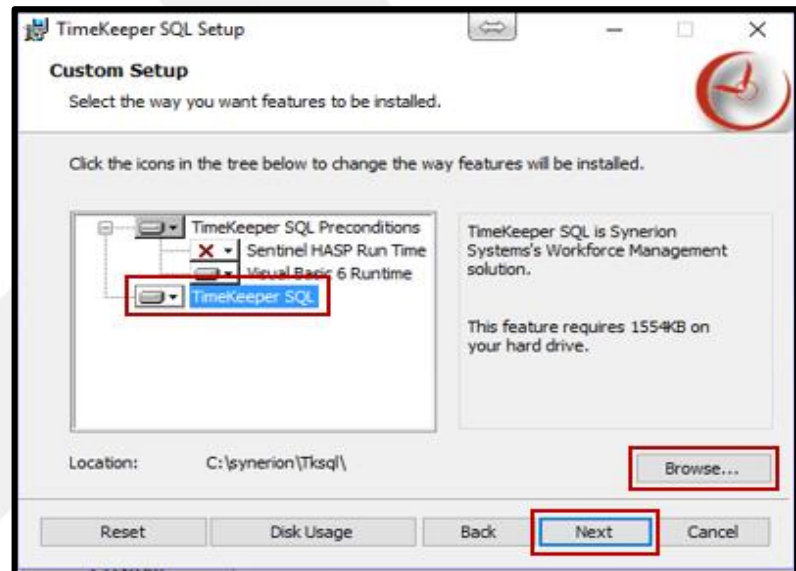 TimeKeeper SQL Setup
Custom Setup
Select the way you want features to be installed.
Click the icons in the tree below to change the way features will be installed.
TimeKeeper SQL Preconditions
Sentinel HASP Run Time
Visual Basic 6 Runtime
TimeKeeper SQL
TimeKeeper SQL is Synerion
Systems's Workforce Management
solution.
This feature requires 1554KB on
your hard drive.
Location: C:\synerion\Tksql\
Browse...
Reset Disk Usage Back Next Cancel